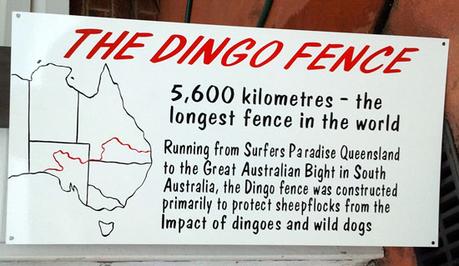 THE DINGO FENCE
5,600 kilometres - the
longest fence in the world
Running from Surfers Paradise Queensland
to the Great Australian Bight in South
Australia, the Dingo fence was constructed
primarily to protect sheepflocks from the
Impact of dingoes and wild dogs